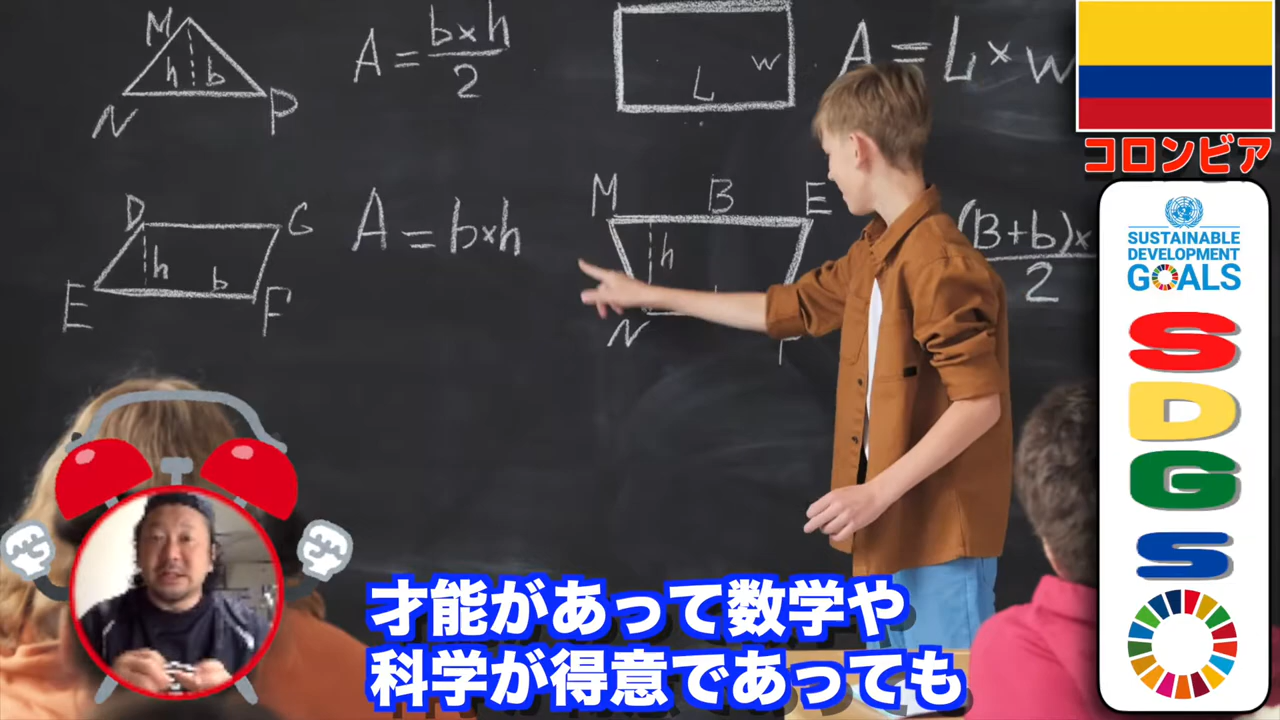 M
h b
N P
A = b×h
2
L
W
A = L × W
コロンビア
D G
h b
E F
A = b×h
M B E
h
N
(B+b)×
2
SUSTAINABLE
DEVELOPMENT
GOALS
S
D
G
S
才能があって数学や
科学が得意であっても